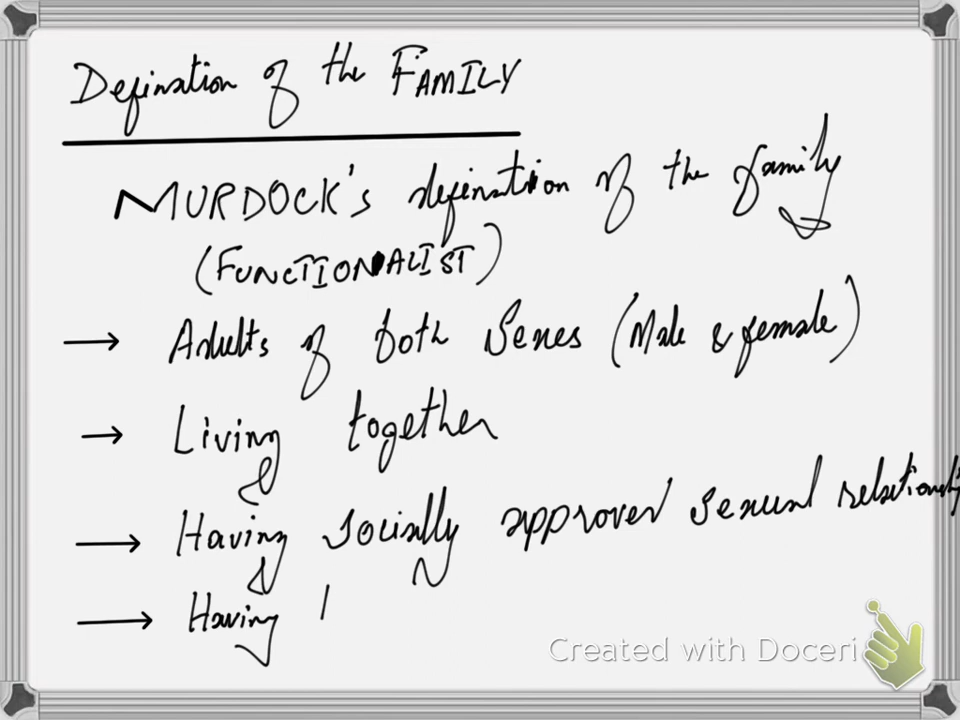 Defination of the FAMILY
MURDOCK's defination of the family
(FUNCTIONALIST)
→ Adults of both Sexes (Male & female)
→ Living together
→ Having socially approved sexual relationship
→ Having
Created with Doceri